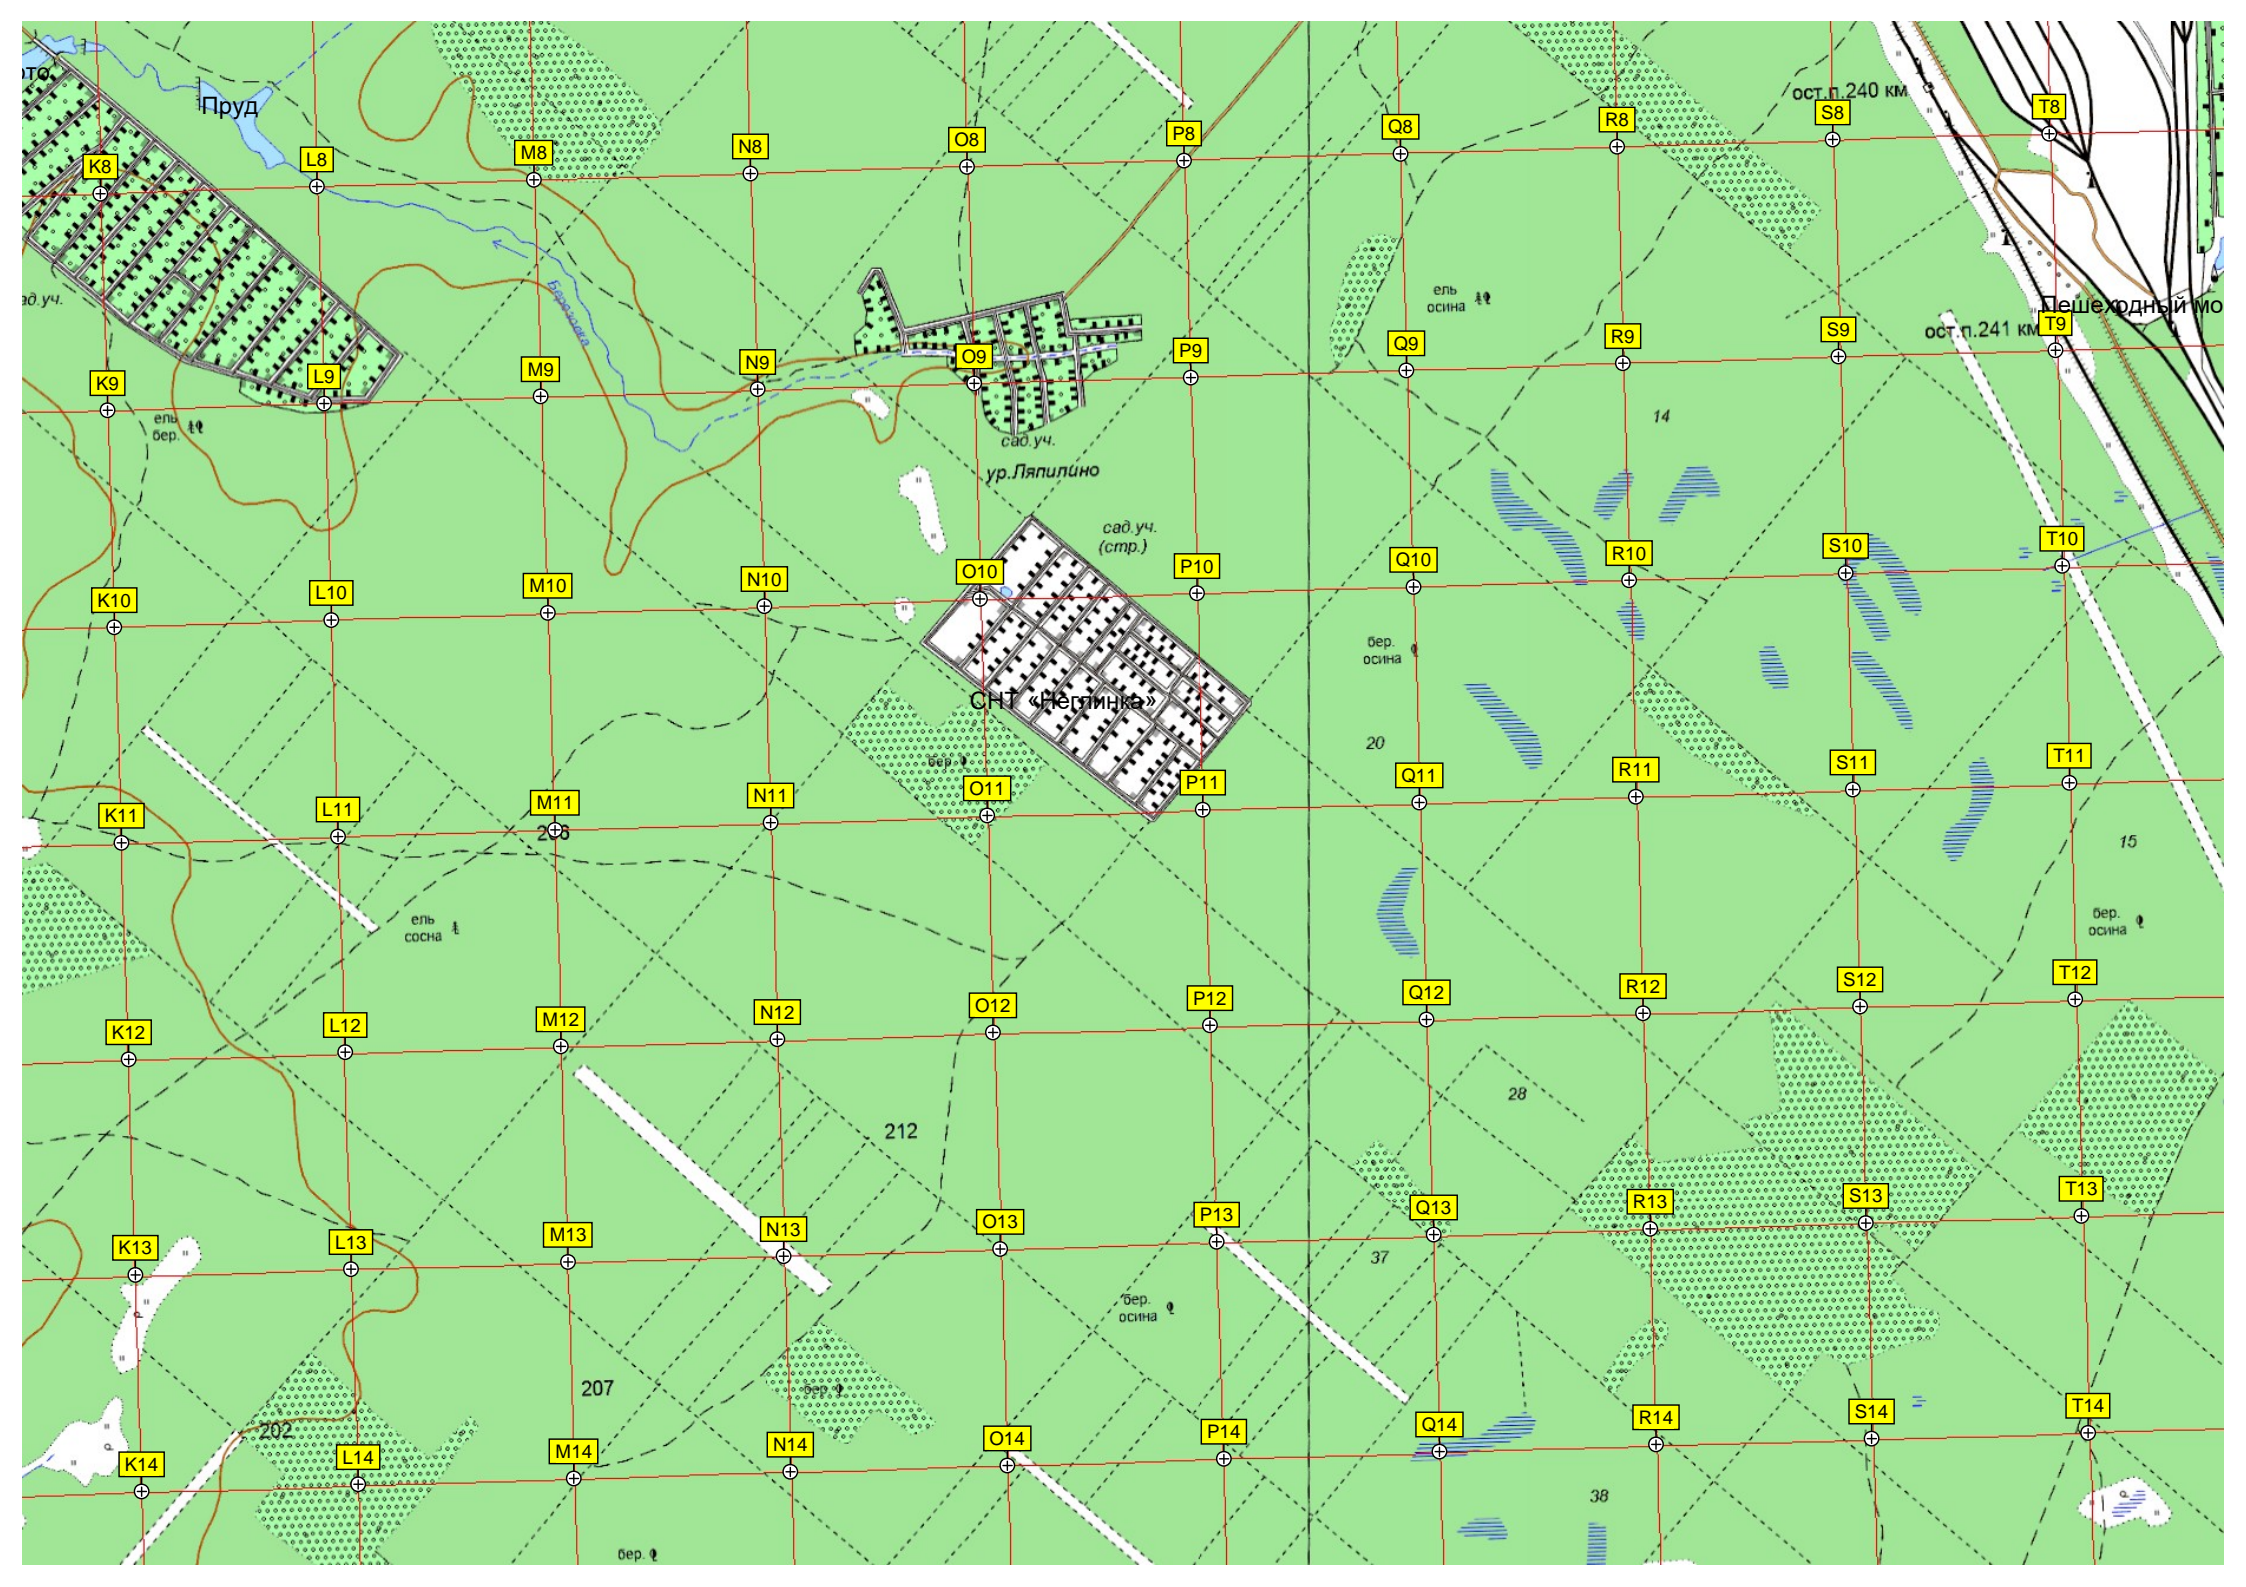 ост.п.240 км
Пруд
K8 L8 M8 N8 O8 P8 Q8 R8 S8 T8
ад.уч.
Березовка
ель
осина
Пешеходный мо
ост.п.241 км
K9 L9 M9 N9 O9 P9 Q9 R9 S9 T9
ель
бер.
14
сад.уч.
ур.Ляпилино
сад.уч.
(стр.)
K10 L10 M10 N10 O10 P10 Q10 R10 S10 T10
бер.
осина
СНТ «Неглинка»
20
бер.
K11 L11 M11 N11 O11 P11 Q11 R11 S11 T11
15
ель
сосна
бер.
осина
K12 L12 M12 N12 O12 P12 Q12 R12 S12 T12
28
212
K13 L13 M13 N13 O13 P13 Q13 R13 S13 T13
37
бер.
осина
207
бер.
202
K14 L14 M14 N14 O14 P14 Q14 R14 S14 T14
38
бер.